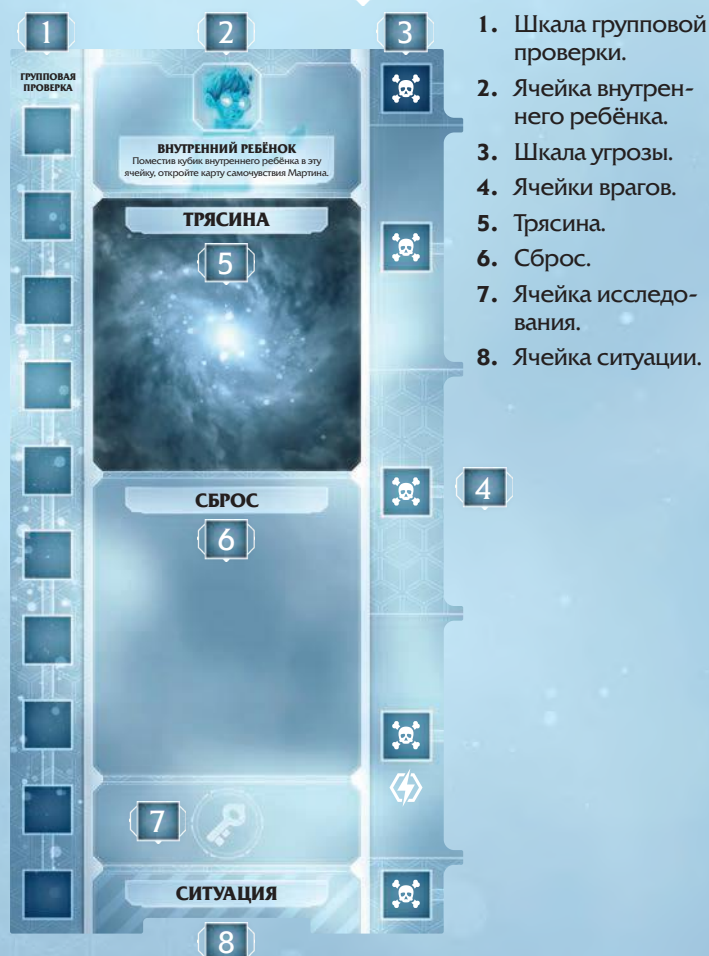 1
2
3
ГРУППОВАЯ
ПРОВЕРКА
ВНУТРЕННИЙ РЕБЁНОК
Поместив кубик внутреннего ребёнка в эту
ячейку, откройте карту самочувствия Мартина.
ТРЯСИНА
5
4
СБРОС
6
7
СИТУАЦИЯ
8
1. Шкала групповой
проверки.
2. Ячейка внутрен-
него ребёнка.
3. Шкала угрозы.
4. Ячейки врагов.
5. Трясина.
6. Сброс.
7. Ячейка исследо-
вания.
8. Ячейка ситуации.